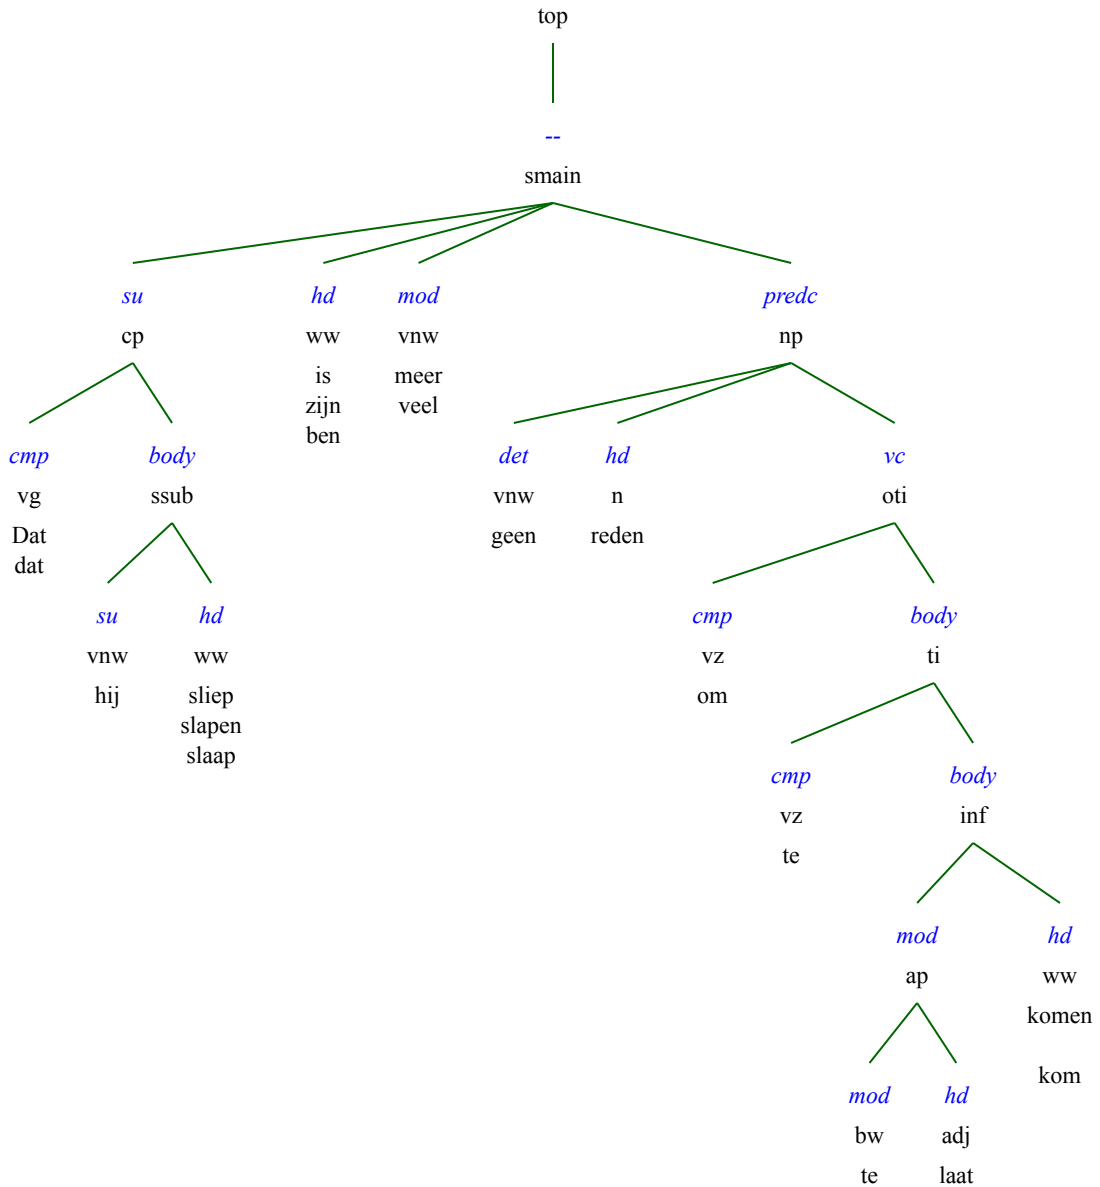 top
--
smain
su hd mod predc
cp ww vnw np
is meer
zijn veel
ben
cmp body det hd vc
vg ssub vnw n oti
Dat geen reden
dat
su hd cmp body
vnw ww vz ti
hij sliep om
slapen
slaap
cmp body
vz inf
te
mod hd
ap ww
komen
kom
mod hd
bw adj
te laat